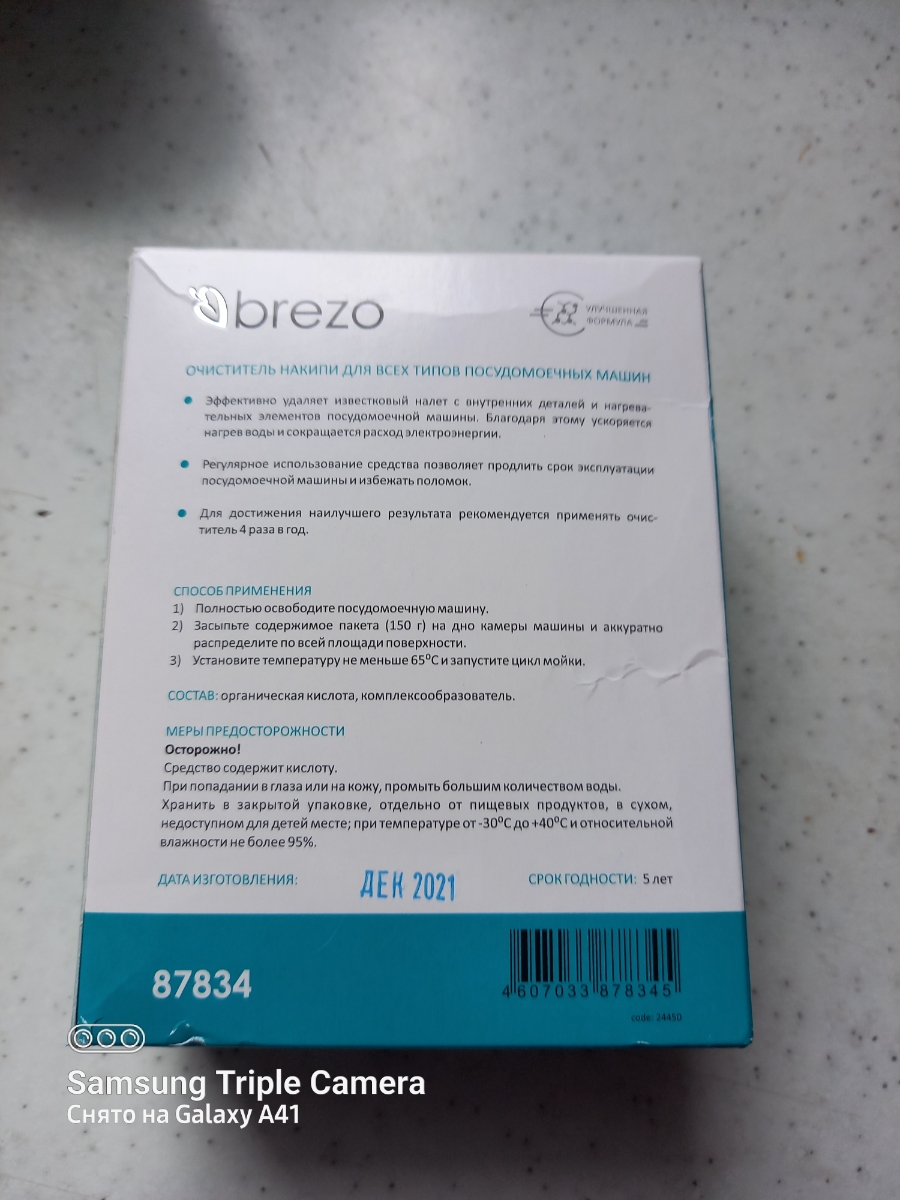 brezo
УЛУЧШЕННАЯ
ФОРМУЛА
ОЧИСТИТЕЛЬ НАКИПИ ДЛЯ ВСЕХ ТИПОВ ПОСУДОМОЕЧНЫХ МАШИН
• Эффективно удаляет известковый налет с внутренних деталей и нагрева-
тельных элементов посудомоечной машины. Благодаря этому ускоряется
нагрев воды и сокращается расход электроэнергии.
• Регулярное использование средства позволяет продлить срок эксплуатации
посудомоечной машины и избежать поломок.
• Для достижения наилучшего результата рекомендуется применять очис-
титель 4 раза в год.
СПОСОБ ПРИМЕНЕНИЯ
1) Полностью освободите посудомоечную машину.
2) Засыпьте содержимое пакета (150 г) на дно камеры машины и аккуратно
распределите по всей площади поверхности.
3) Установите температуру не меньше 65⁰С и запустите цикл мойки.
СОСТАВ: органическая кислота, комплексообразователь.
МЕРЫ ПРЕДОСТОРОЖНОСТИ
Осторожно!
Средство содержит кислоту.
При попадании в глаза или на кожу, промыть большим количеством воды.
Хранить в закрытой упаковке, отдельно от пищевых продуктов, в сухом,
недоступном для детей месте; при температуре от -30⁰С до +40⁰С и относительной
влажности не более 95%.
ДАТА ИЗГОТОВЛЕНИЯ: ДЕК 2021 СРОК ГОДНОСТИ: 5 лет
87834
4 607033 878345
code: 24450
Samsung Triple Camera
Снято на Galaxy A41